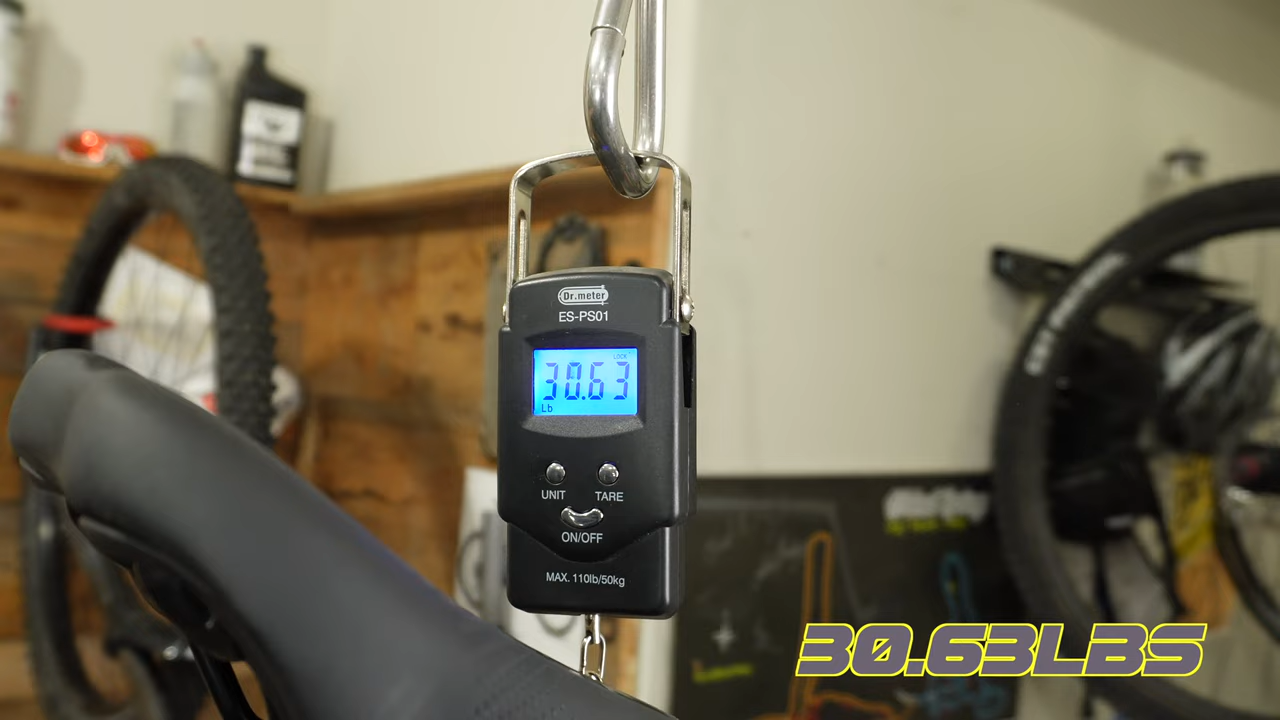 Dr.meter
ES-PS01
LOCK
30.63
Lb
UNIT TARE
ON/OFF
MAX. 110lb/50kg
30.63LBS